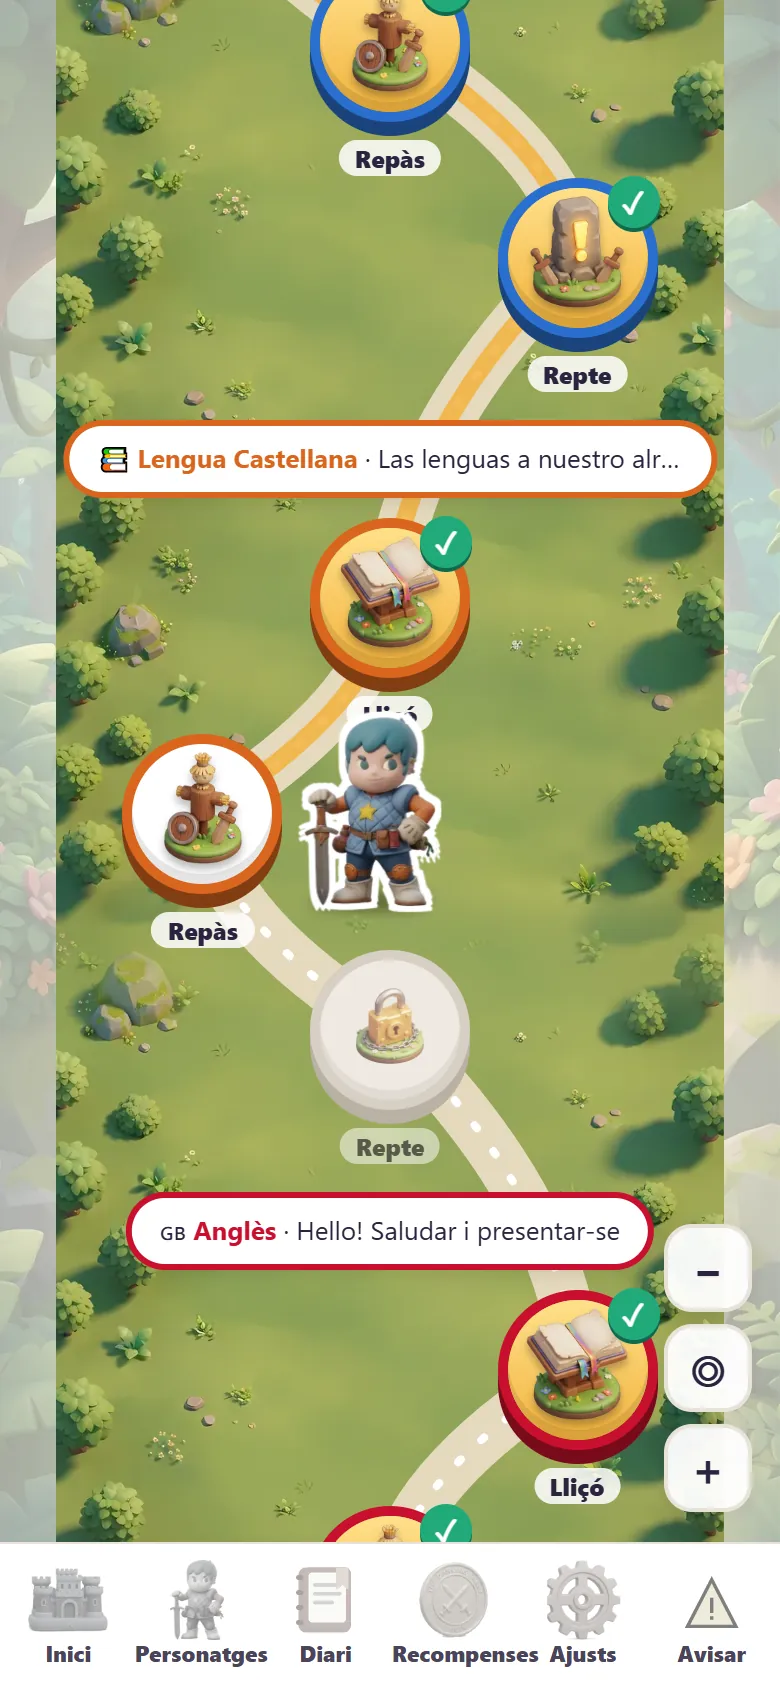 Repàs
Repte
Lengua Castellana · Las lenguas a nuestro alr...
Lliçó
Repàs
Repte
GB Anglès · Hello! Saludar i presentar-se
Lliçó
Inici
Personatges
Diari
Recompenses
Ajusts
Avisar